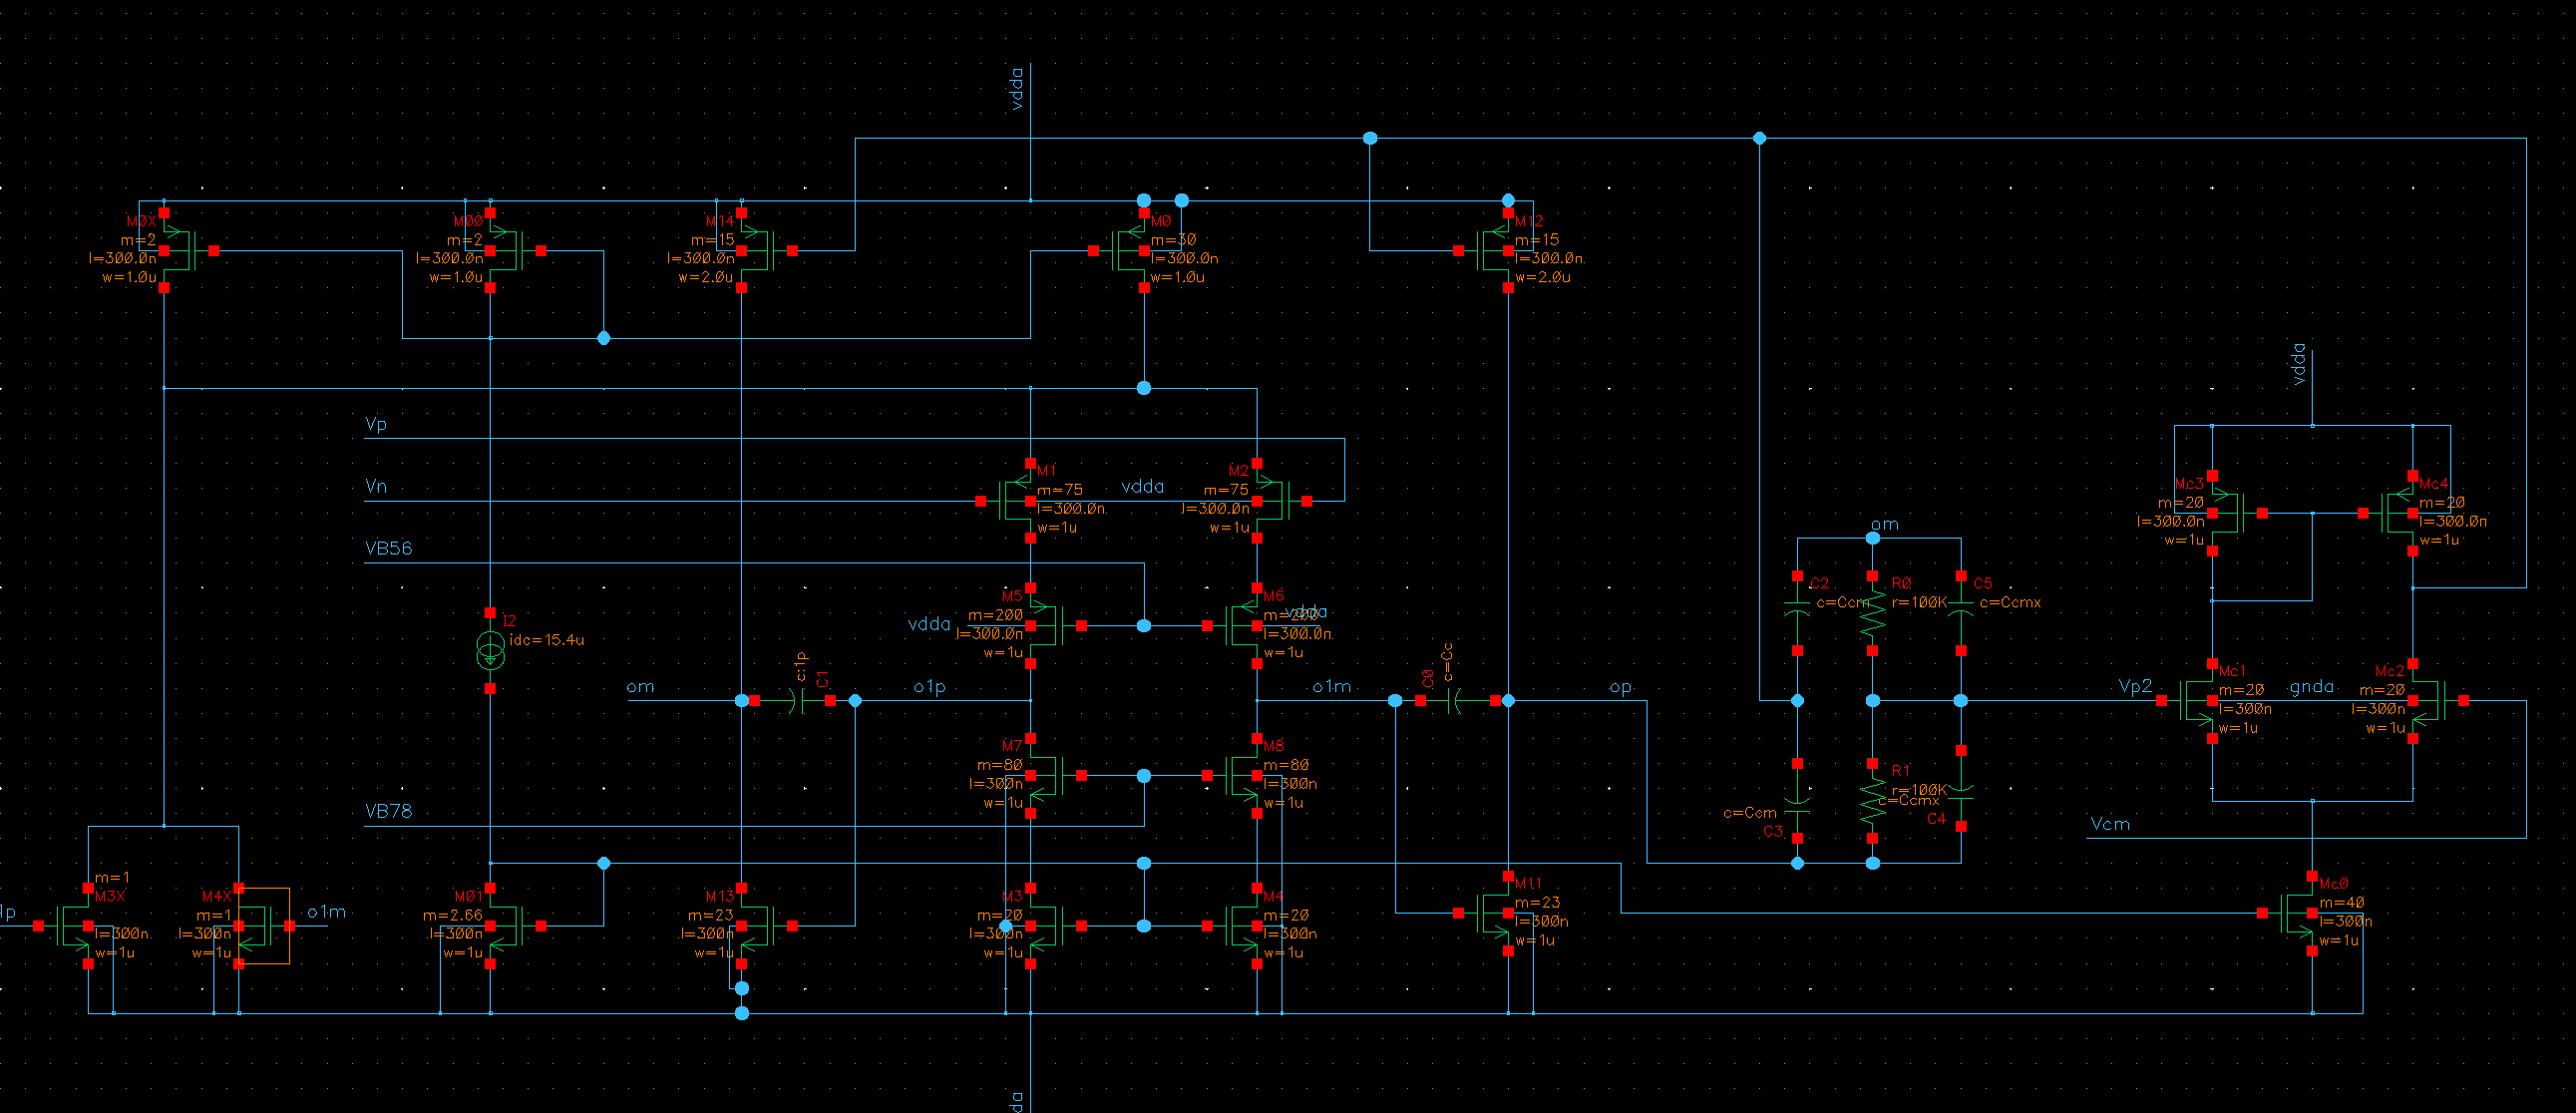 vdda
M0X
m=2
l=300.0n
w=1.0u
M00
m=2
l=300.0n
w=1.0u
M14
m=15
l=300.0n
w=2.0u
M0
m=30
l=300.0n
w=1.0u
M12
m=15
l=300.0n
w=2.0u
vdda
Vp
Vn
M1
m=75
l=300.0n
w=1u
vdda
M2
m=75
l=300.0n
w=1u
Mc3
m=20
l=300.0n
w=1u
Mc4
m=20
l=300.0n
w=1u
VB56
om
I2
idc=15.4u
vdda
M5
m=200
l=300.0n
w=1u
M6
m=200
vdda
l=300.0n
w=1u
C2
c=Ccm
R0
r=100K
C5
c=Ccmx
om
c:1p
C1
o1p
o1m
C0
c=Cc
op
Vp2
Mc1
m=20
l=300n
w=1u
gnda
Mc2
m=20
l=300n
w=1u
M7
m=80
l=300n
w=1u
M8
m=80
l=300n
w=1u
R1
r=100K
c=Ccmx
C4
c=Ccm
C3
VB78
Vcm
m=1
M3X
l=300n
w=1u
M4X
m=1
l=300n
w=1u
o1m
M01
m=2.66
l=300n
w=1u
M13
m=23
l=300n
w=1u
M3
m=20
l=300n
w=1u
M4
m=20
l=300n
w=1u
M11
m=23
l=300n
w=1u
Mc0
m=40
l=300n
w=1u